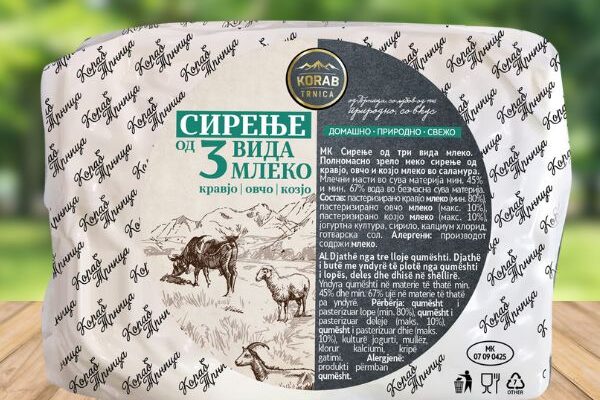 KORAB
TRNICA
Природно, со вкус
СИРЕЊЕ
ОД 3 ВИДА
МЛЕКО
кравјо | овчо | козјо
ДОМАШНО • ПРИРОДНО • СВЕЖО
МК Сирење од три вида млеко.
Полномасно зрело меко сирење од
кравјо, овчо и козјо млеко во саламура.
Млечни масти во сува материја мин. 45%
и мин. 67% вода во безмасна сува материја.
Состав: пастеризирано кравјо млеко (мин. 80%),
пастеризирано овчо млеко (макс. 10%),
пастеризирано козјо млеко (макс. 10%),
јогуртна култура, сирило, калциум хлорид,
готварска сол. Алергени: производот
содржи млеко.
AL Djathë nga tre lloje qumështi. Djathë
i butë me yndyrë të plotë nga qumështi
i lopës, deles dhe dhisë në shëllirë.
Yndyra qumështi në materie të thatë min.
45% dhe min. 67% ujë në materie të thatë
pa yndyrë. Përbërja: qumësht i
pasterizuar lope (min. 80%), qumësht i
pasterizuar deleje (maks. 10%),
qumësht i pasterizuar dhie (maks.
10%), kulturë jogurti, mullëz,
klorur kalciumi, kripë
gatimi. Alergjenë:
produkti përmban
qumësht.
МК
07 09 0425
7
OTHER
Кораб
Трница